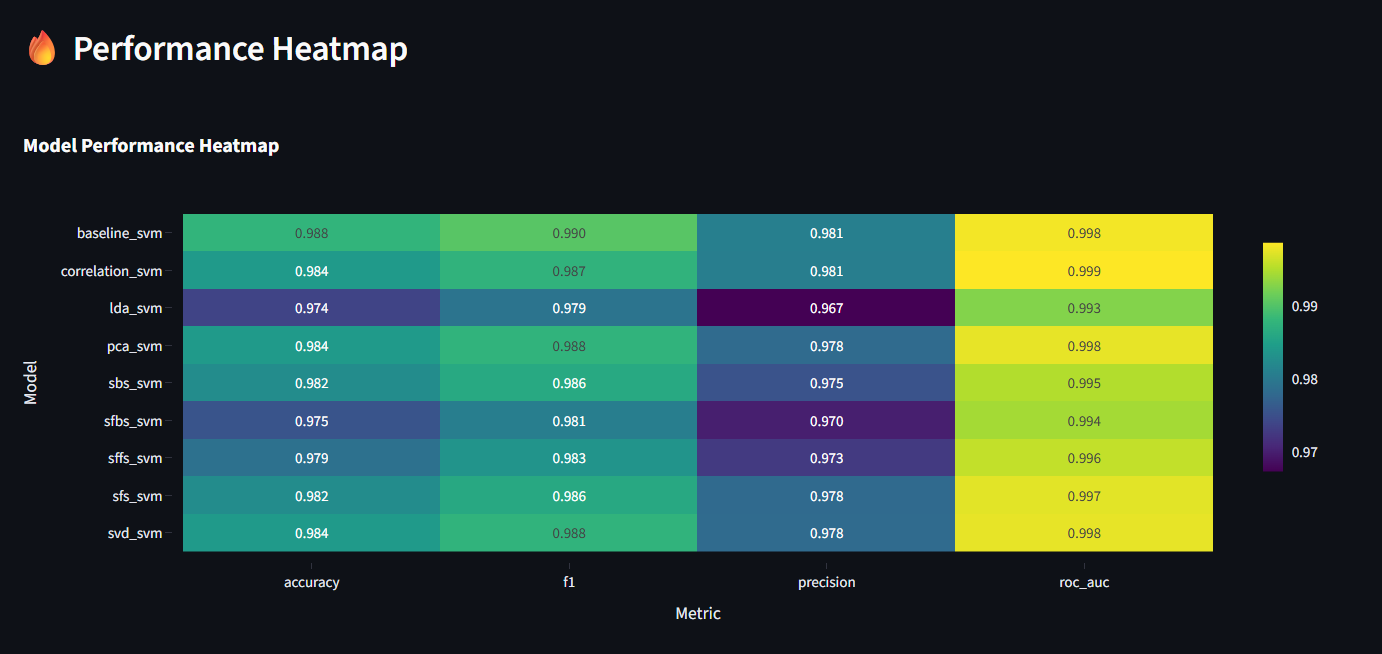 🔥 Performance Heatmap
Model Performance Heatmap
baseline_svm 0.988 0.990 0.981 0.998
correlation_svm 0.984 0.987 0.981 0.999
lda_svm 0.974 0.979 0.967 0.993
pca_svm 0.984 0.988 0.978 0.998
sbs_svm 0.982 0.986 0.975 0.995
sfbs_svm 0.975 0.981 0.970 0.994
sffs_svm 0.979 0.983 0.973 0.996
sfs_svm 0.982 0.986 0.978 0.997
svd_svm 0.984 0.988 0.978 0.998
Model
accuracy f1 precision roc_auc
Metric
0.99
0.98
0.97